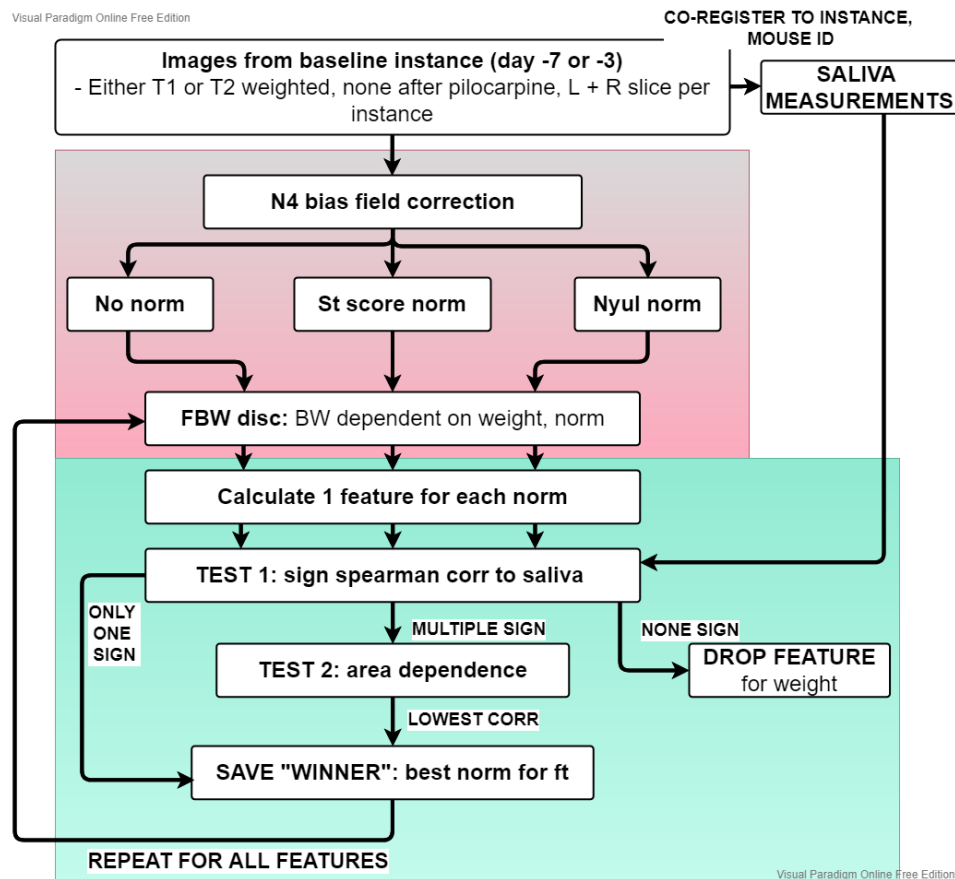 Visual Paradigm Online Free Edition
CO-REGISTER TO INSTANCE,
MOUSE ID
Images from baseline instance (day -7 or -3)
- Either T1 or T2 weighted, none after pilocarpine, L + R slice per
instance
SALIVA
MEASUREMENTS
N4 bias field correction
No norm
St score norm
Nyul norm
FBW disc: BW dependent on weight, norm
Calculate 1 feature for each norm
TEST 1: sign spearman corr to saliva
ONLY
ONE
SIGN
MULTIPLE SIGN
NONE SIGN
TEST 2: area dependence
DROP FEATURE
for weight
LOWEST CORR
SAVE "WINNER": best norm for ft
REPEAT FOR ALL FEATURES
Visual Paradigm Online Free Edition